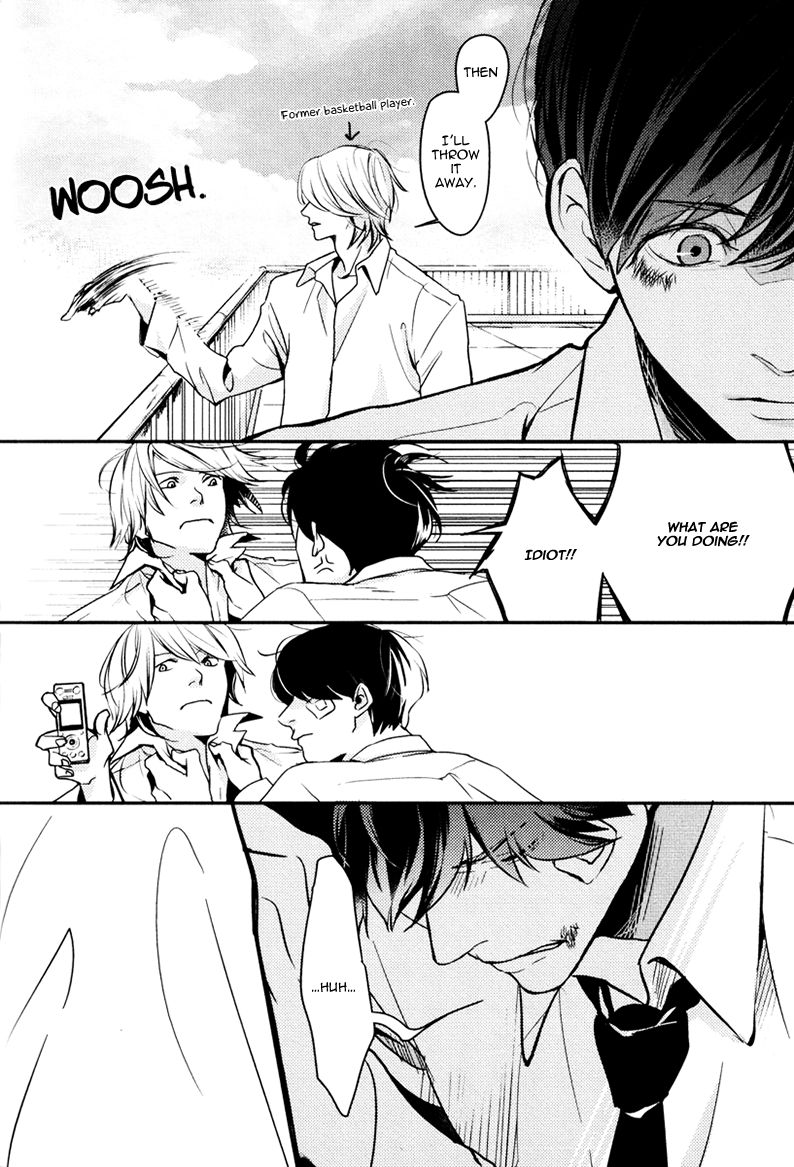 THEN
I'LL
THROW
IT
AWAY.
Former basketball player.
WOOSH.
WHAT ARE
YOU DOING!!
IDIOT!!
...HUH...